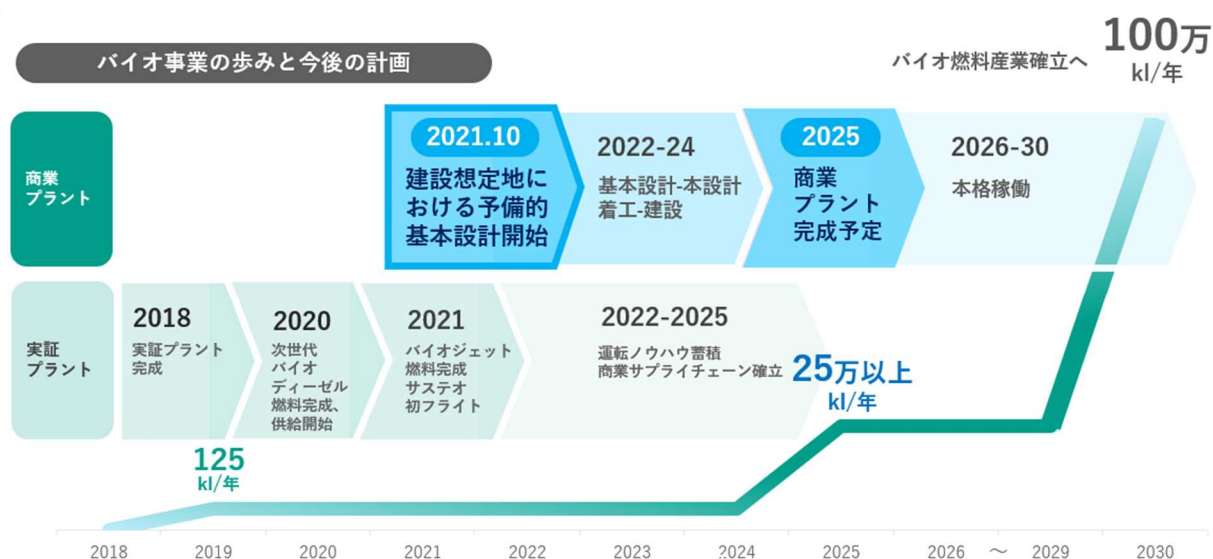 バイオ事業の歩みと今後の計画
バイオ燃料産業確立へ
100万
kl/年
商業
プラント
2021.10
建設想定地に
おける予備的
基本設計開始
2022-24
基本設計-本設計
着工-建設
2025
商業
プラント
完成予定
2026-30
本格稼働
実証
プラント
2018
実証プラント
完成
2020
次世代
バイオ
ディーゼル
燃料完成、
供給開始
2021
バイオジェット
燃料完成
サステオ
初フライト
2022-2025
運転ノウハウ蓄積
商業サプライチェーン確立
25万以上
kl/年
125
kl/年
2018 2019 2020 2021 2022 2023 2024 2025 2026 ～ 2029 2030